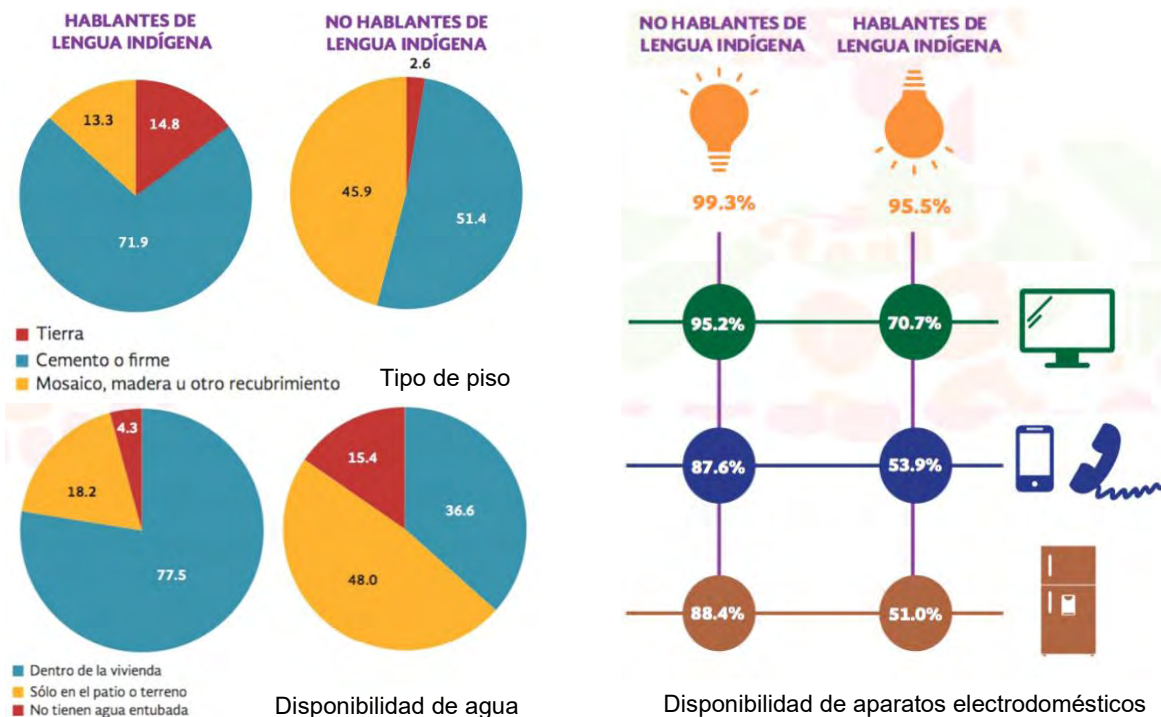 HABLANTES DE
LENGUA INDÍGENA
NO HABLANTES DE
LENGUA INDÍGENA
13.3
14.8
71.9
2.6
45.9
51.4
Tierra
Cemento o firme
Mosaico, madera u otro recubrimiento
Tipo de piso
4.3
18.2
77.5
15.4
36.6
48.0
Dentro de la vivienda
Sólo en el patio o terreno
No tienen agua entubada
Disponibilidad de agua
NO HABLANTES DE
LENGUA INDÍGENA
HABLANTES DE
LENGUA INDÍGENA
99.3%
95.5%
95.2%
70.7%
87.6%
53.9%
88.4%
51.0%
Disponibilidad de aparatos electrodomésticos